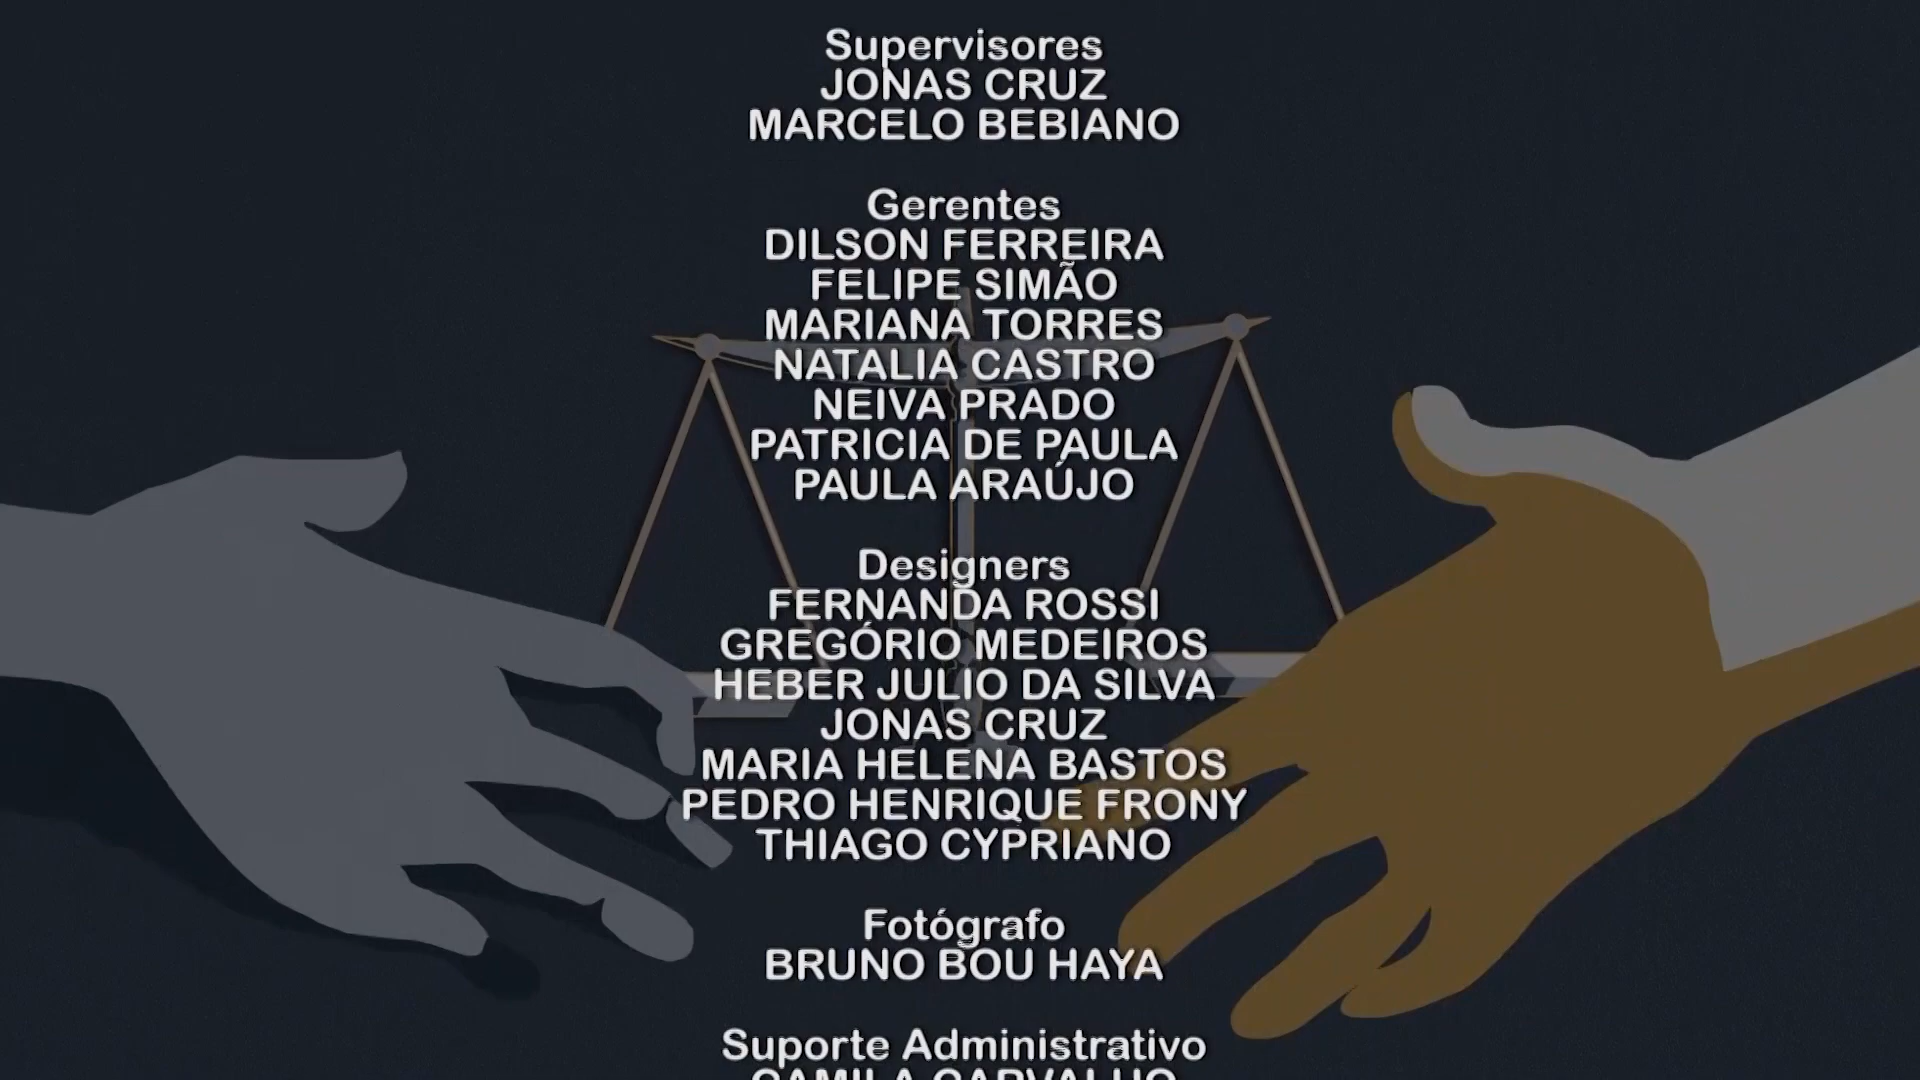 Supervisores
JONAS CRUZ
MARCELO BEBIANO
Gerentes
DILSON FERREIRA
FELIPE SIMÃO
MARIANA TORRES
NATALIA CASTRO
NEIVA PRADO
PATRICIA DE PAULA
PAULA ARAÚJO
Designers
FERNANDA ROSSI
GREGÓRIO MEDEIROS
HEBER JULIO DA SILVA
JONAS CRUZ
MARIA HELENA BASTOS
PEDRO HENRIQUE FRONY
THIAGO CYPRIANO
Fotógrafo
BRUNO BOU HAYA
Suporte Administrativo
CAMILA CARVALHO